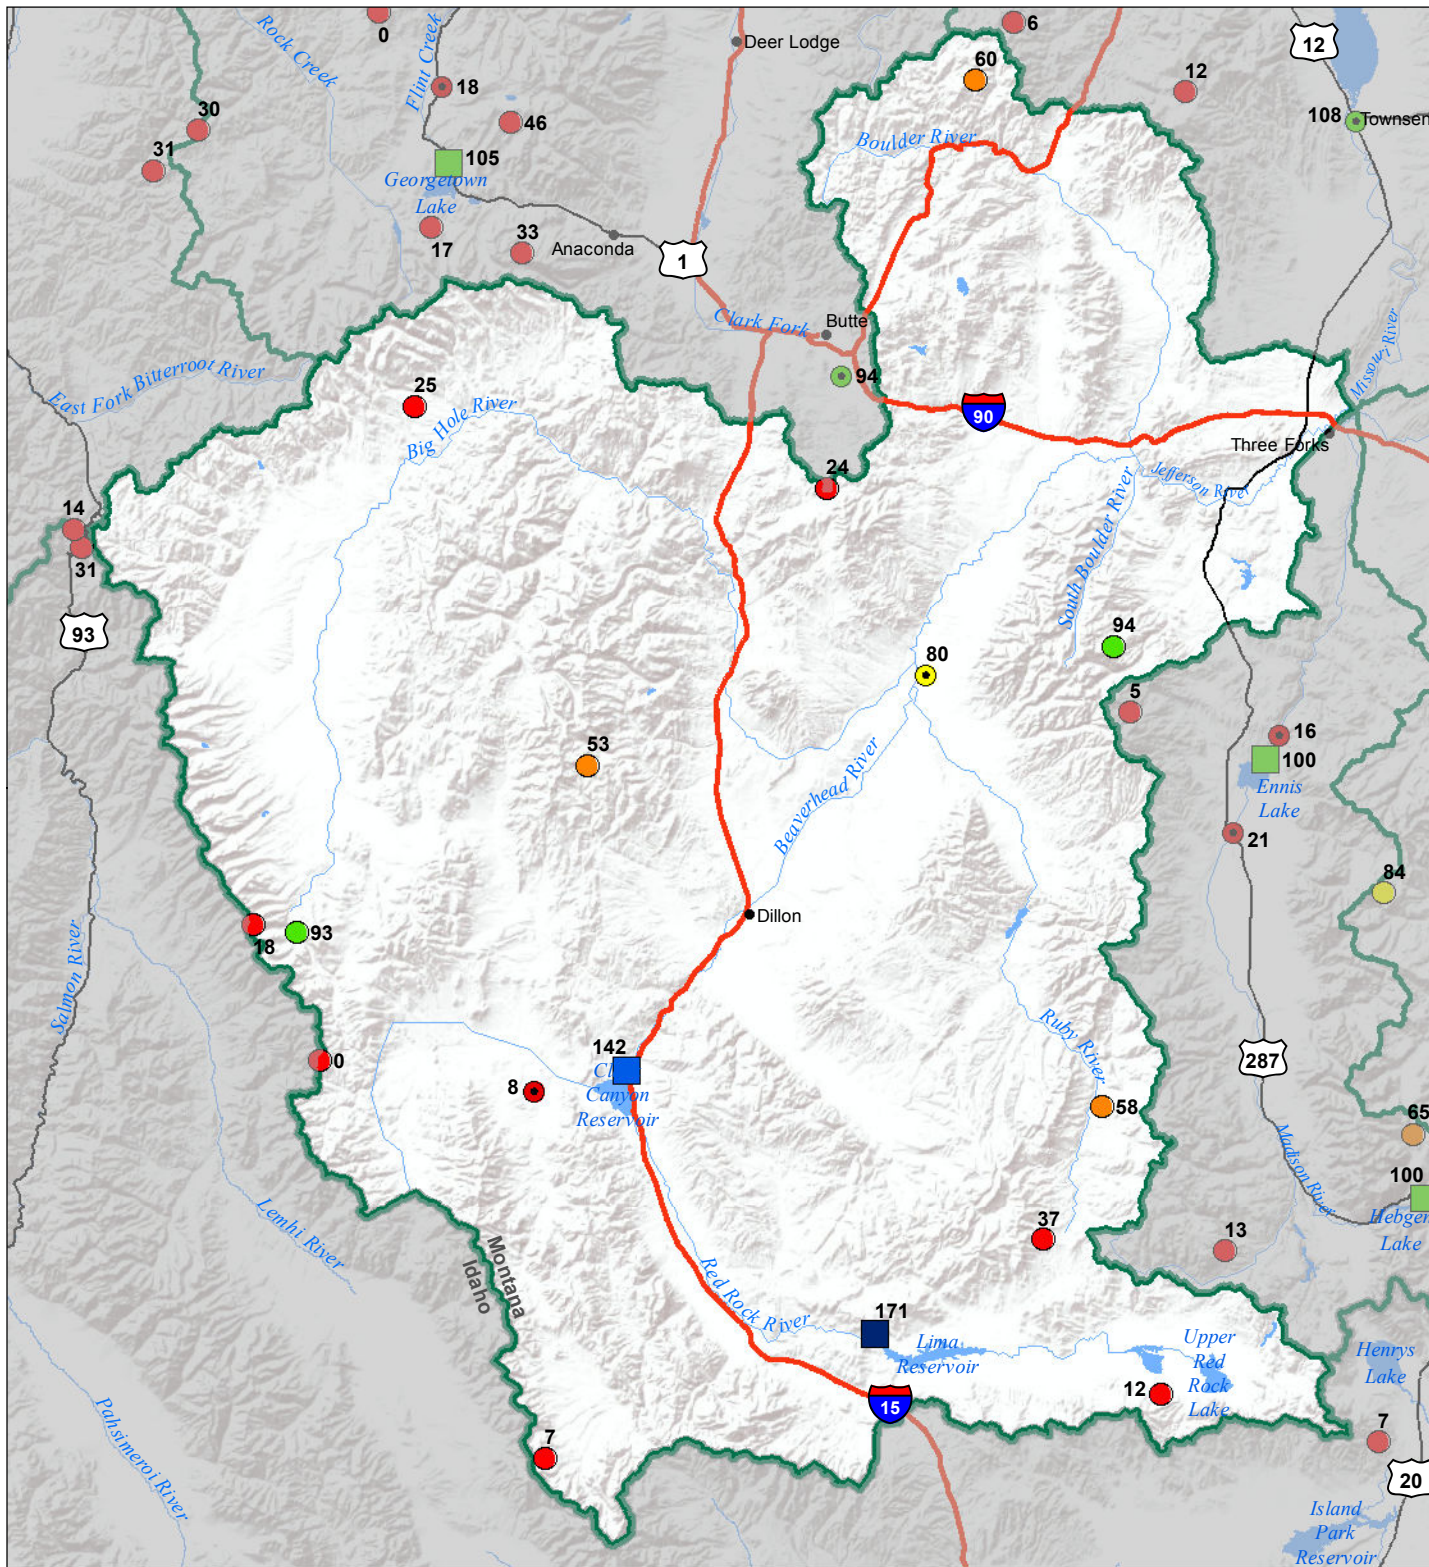 0
6
Rock Creek
Flint Creek
Deer Lodge
12
60
18
12
30
46
108
Townsen
31
105
Boulder River
Georgetown
Lake
17
33
Anaconda
1
Clark Fork
Butte
Missouri River
East Fork Bitterroot River
94
25
90
Big Hole River
Three Forks
24
Jefferson River
14
31
South Boulder River
93
94
80
5
16
53
100
Ennis
Lake
Beaverhead River
21
84
Dillon
18
93
Salmon River
Ruby River
142
0
8
Cl
Canyon
Reservoir
287
58
65
Madison River
100
Hebgen
Lake
Lemhi River
37
13
Montana
Idaho
Red Rock River
171
Lima
Reservoir
Upper
Red
Rock
Lake
Henrys
Lake
12
15
7
7
Pahsimeroi River
20
Island
Park
Reservoir